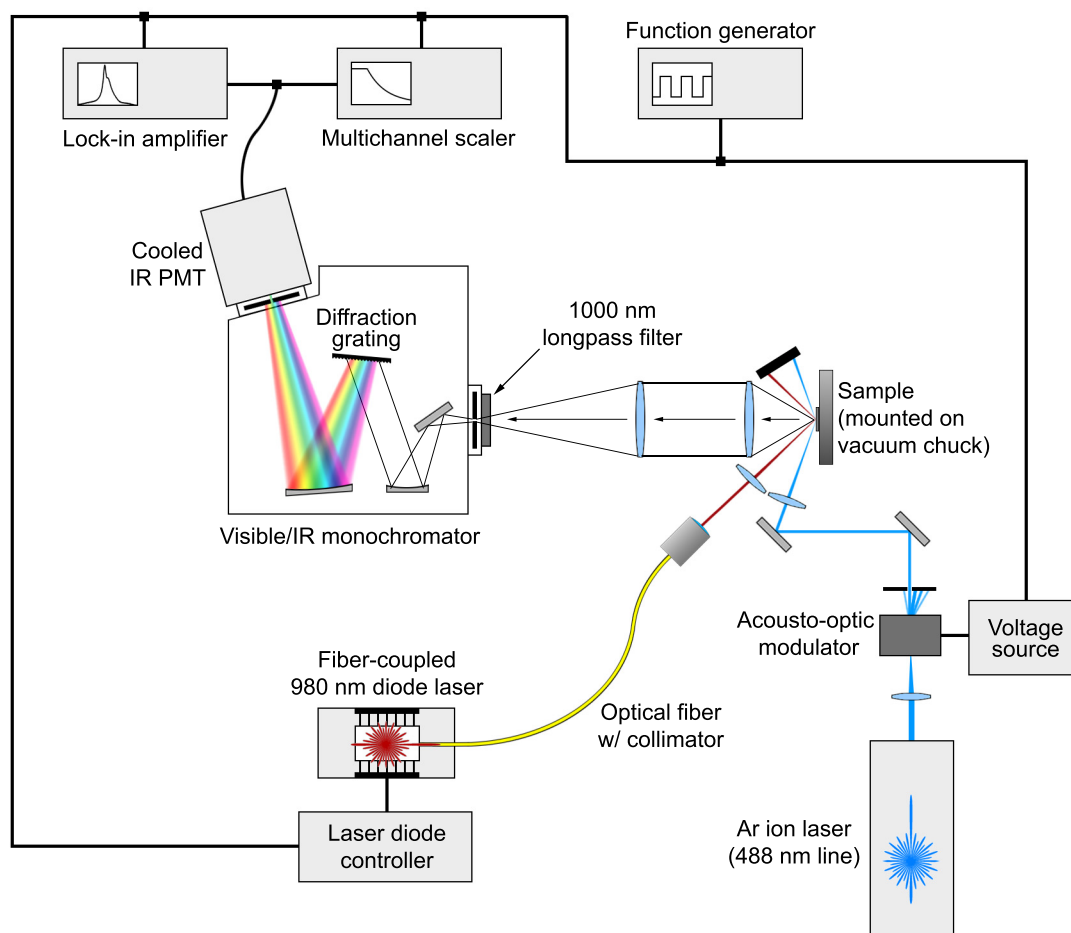 Function generator
Lock-in amplifier
Multichannel scaler
Cooled
IR PMT
1000 nm
longpass filter
Diffraction
grating
Sample
(mounted on
vacuum chuck)
Visible/IR monochromator
Acousto-optic
modulator
Voltage
source
Fiber-coupled
980 nm diode laser
Optical fiber
w/ collimator
Laser diode
controller
Ar ion laser
(488 nm line)